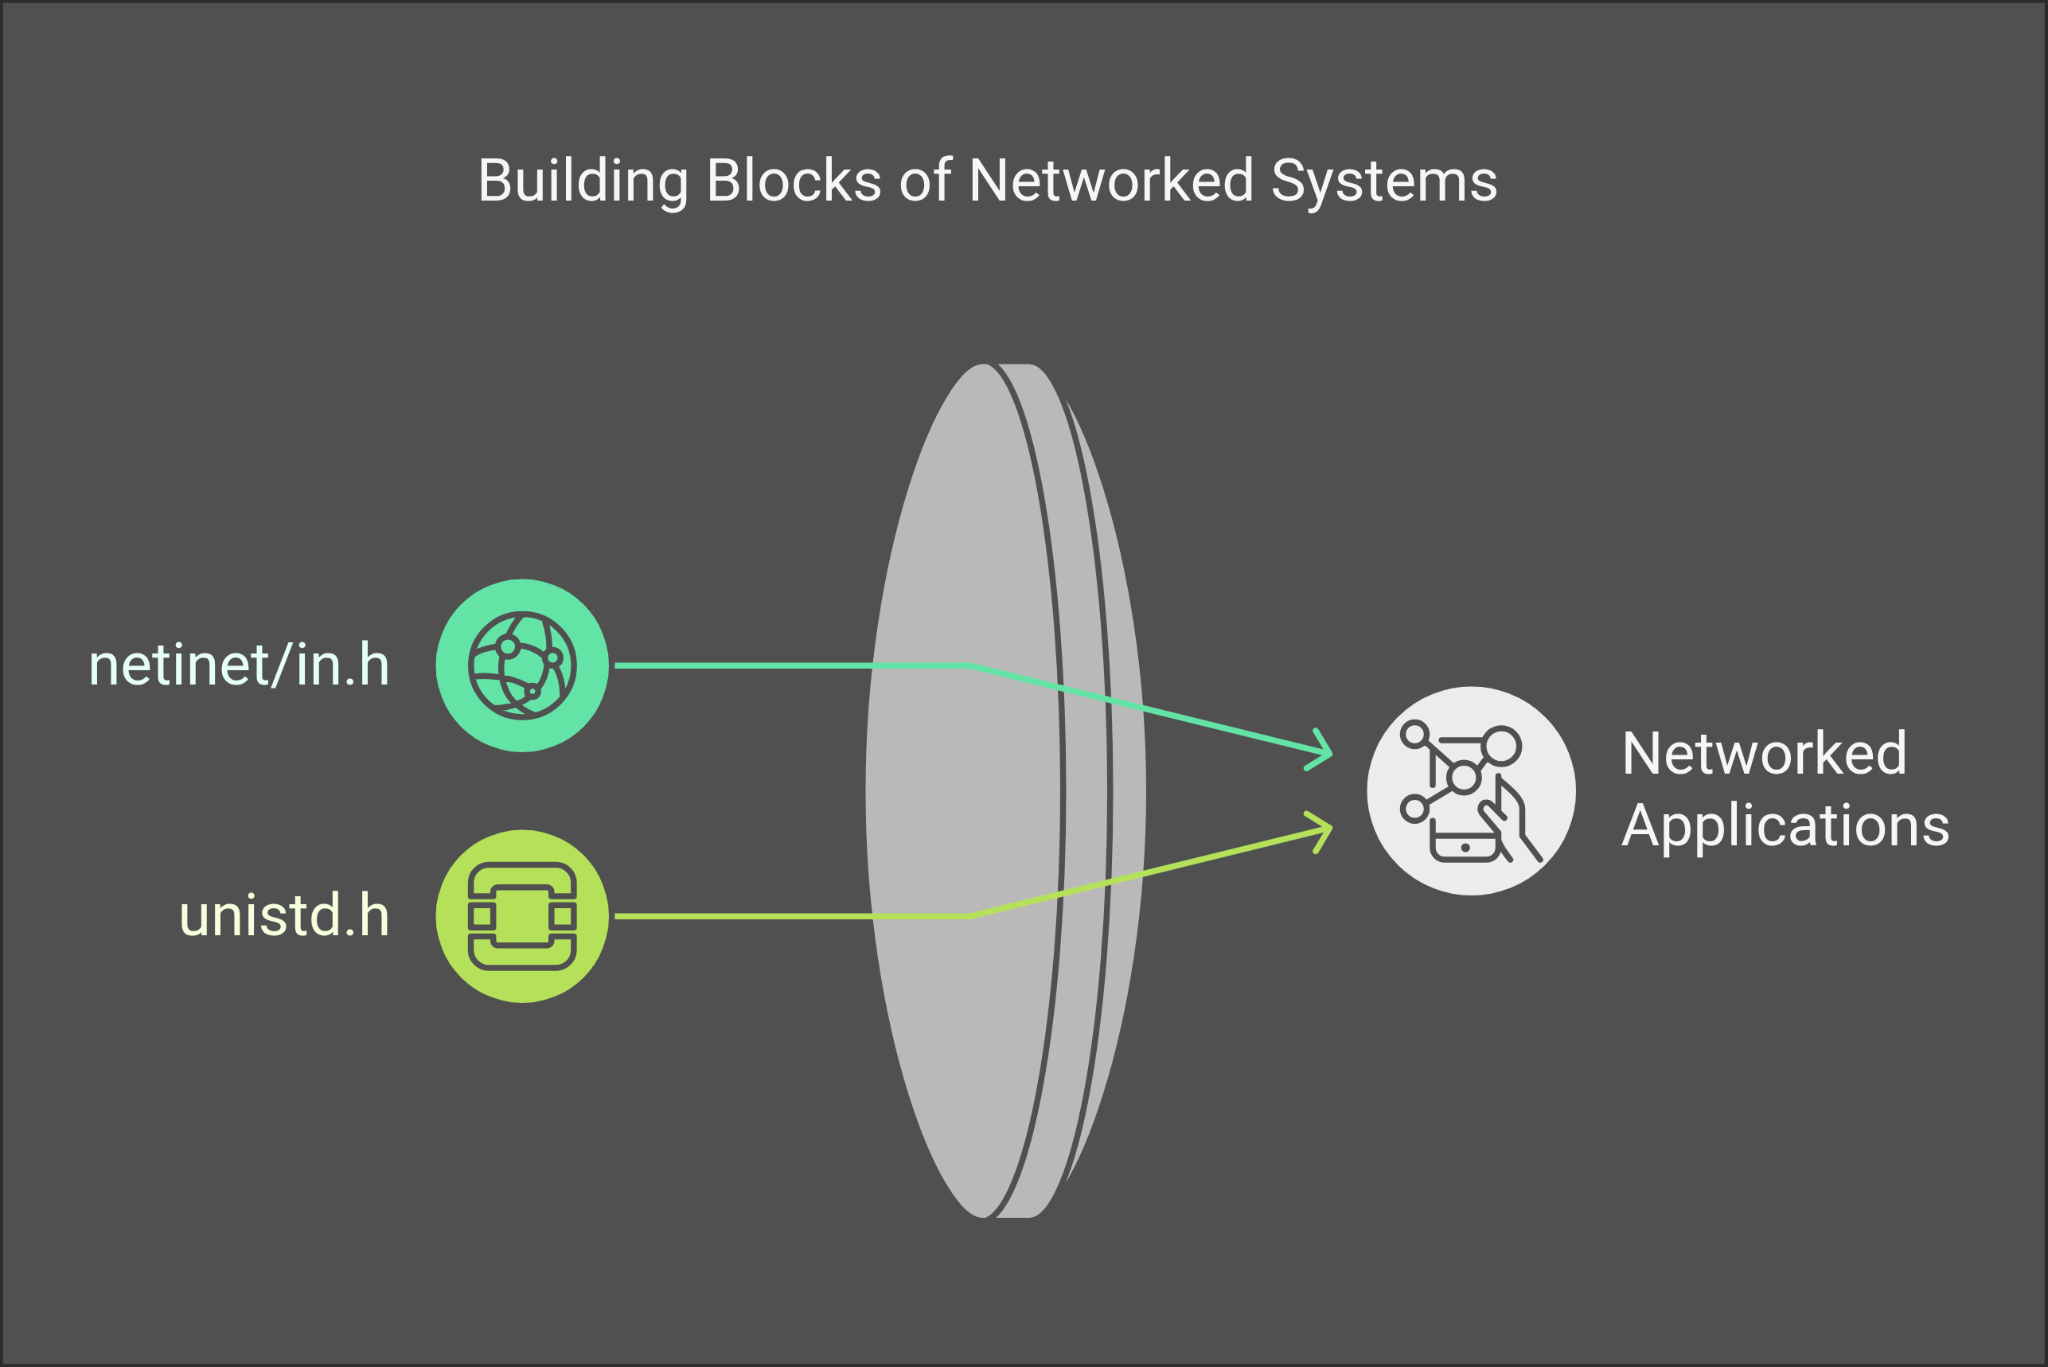 Building Blocks of Networked Systems
netinet/in.h
unistd.h
Networked
Applications